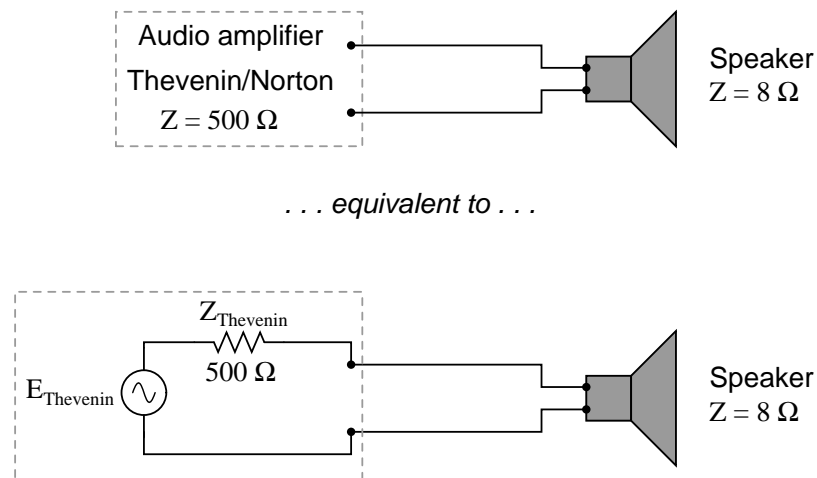 Audio amplifier
Thevenin/Norton
Z = 500 Ω
Speaker
Z = 8 Ω
. . . equivalent to . . .
Z_Thevenin
500 Ω
E_Thevenin
Speaker
Z = 8 Ω